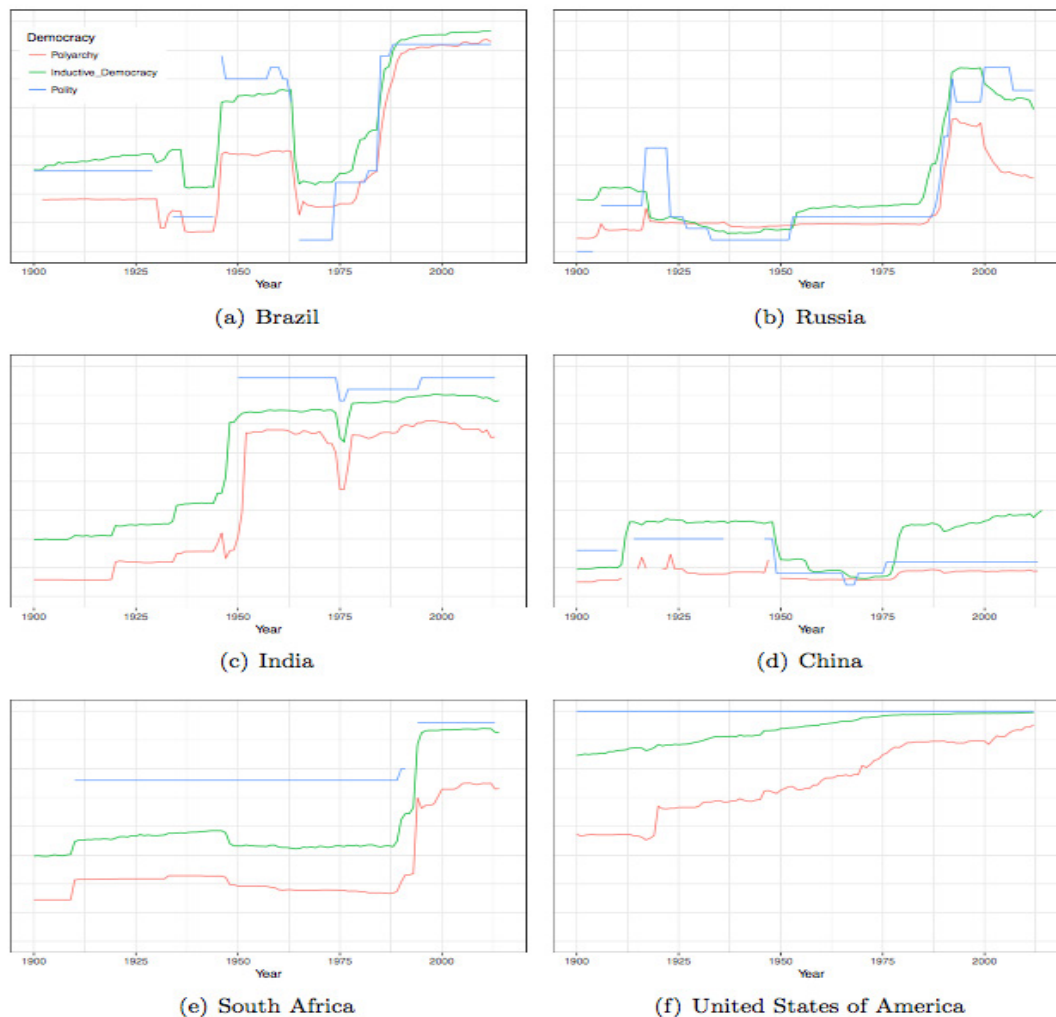 Democracy
Polyarchy
Inductive_Democracy
Polity
1900 1925 1950 1975 2000
Year
(a) Brazil
1900 1925 1950 1975 2000
Year
(b) Russia
1900 1925 1950 1975 2000
Year
(c) India
1900 1925 1950 1975 2000
Year
(d) China
1900 1925 1950 1975 2000
Year
(e) South Africa
1900 1925 1950 1975 2000
Year
(f) United States of America